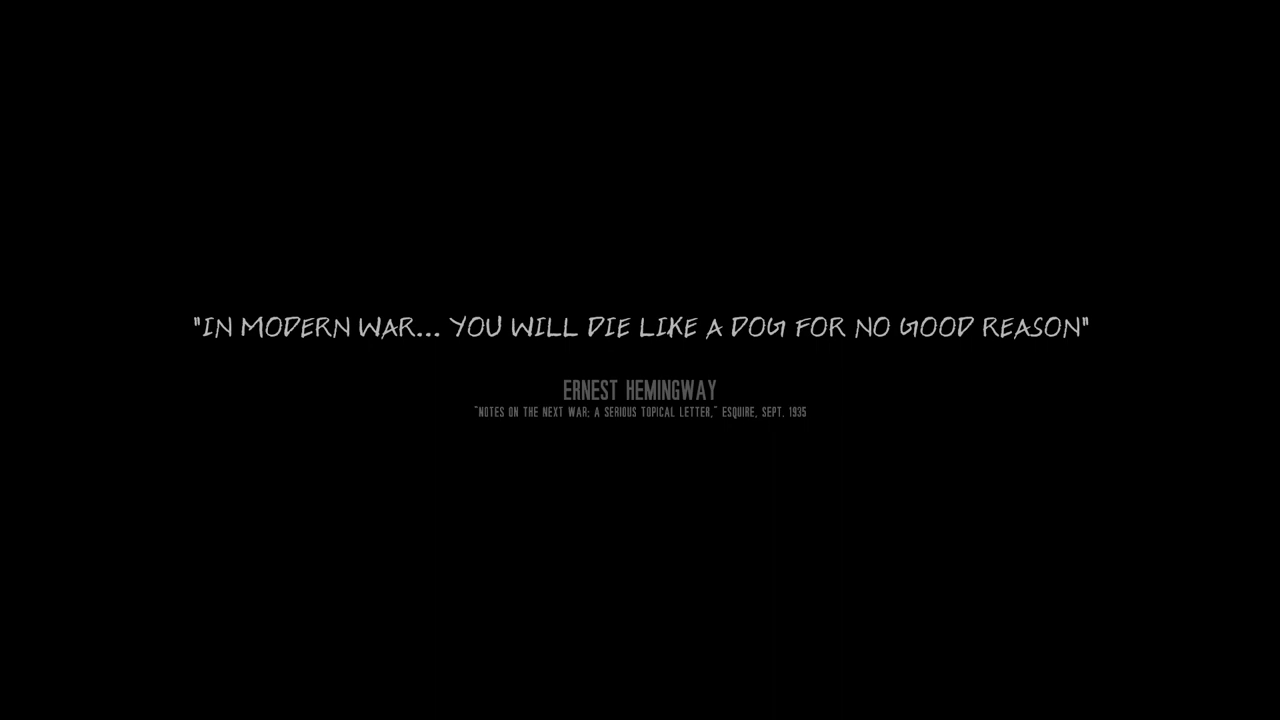 "IN MODERN WAR... YOU WILL DIE LIKE A DOG FOR NO GOOD REASON"
ERNEST HEMINGWAY
"NOTES ON THE NEXT WAR: A SERIOUS TOPICAL LETTER," ESQUIRE, SEPT. 1935